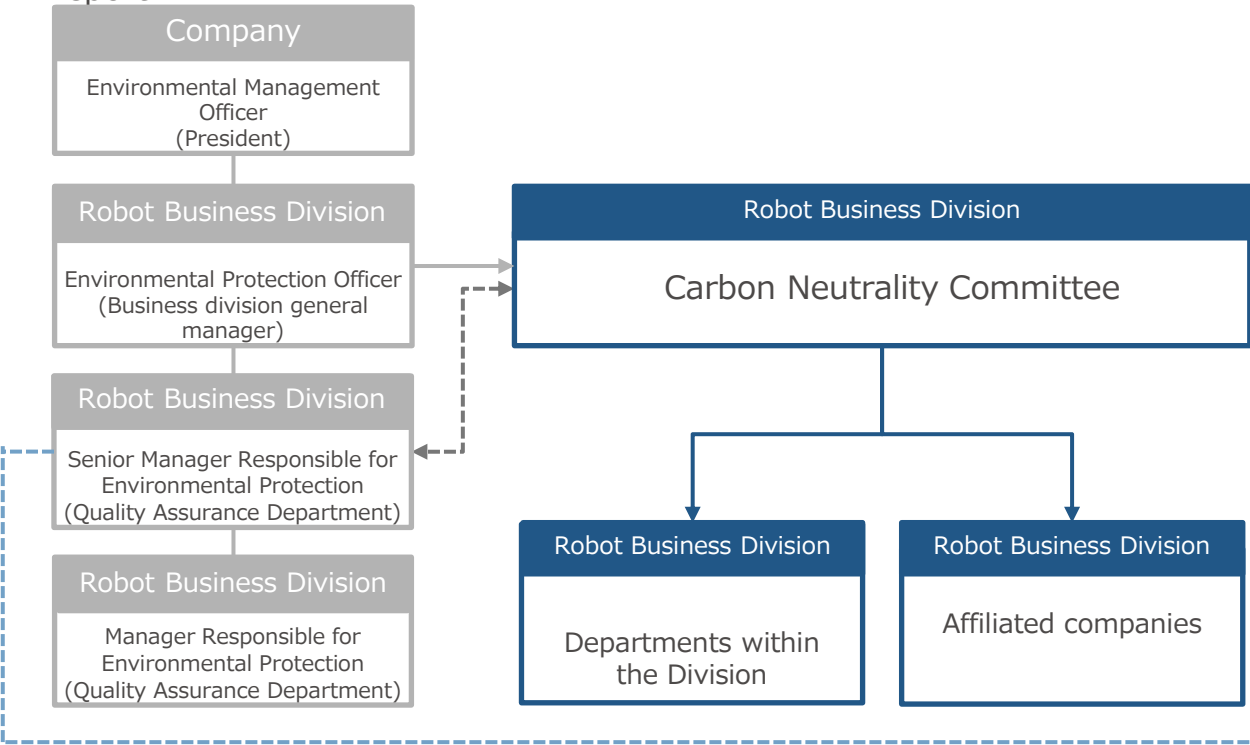 Company
Environmental Management
Officer
(President)
Robot Business Division
Environmental Protection Officer
(Business division general
manager)
Robot Business Division
Carbon Neutrality Committee
Robot Business Division
Senior Manager Responsible for
Environmental Protection
(Quality Assurance Department)
Robot Business Division
Manager Responsible for
Environmental Protection
(Quality Assurance Department)
Robot Business Division
Departments within
the Division
Robot Business Division
Affiliated companies